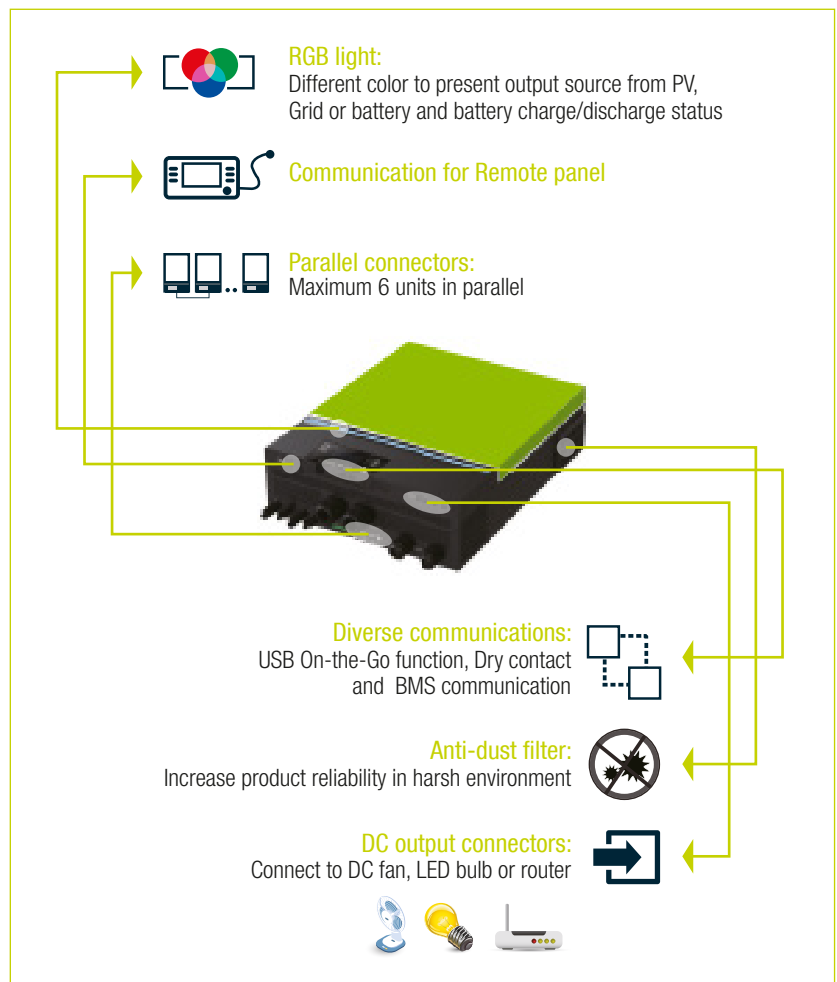 RGB light:
Different color to present output source from PV,
Grid or battery and battery charge/discharge status
Communication for Remote panel
Parallel connectors:
Maximum 6 units in parallel
Diverse communications:
USB On-the-Go function, Dry contact
and BMS communication
Anti-dust filter:
Increase product reliability in harsh environment
DC output connectors:
Connect to DC fan, LED bulb or router